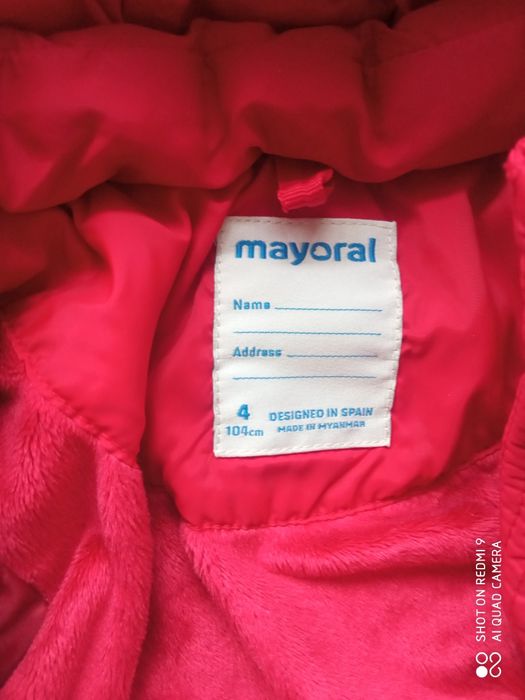 mayoral
Name
Address
4
104cm
DESIGNED IN SPAIN
MADE IN MYANMAR
SHOT ON REDMI 9
AI QUAD CAMERA